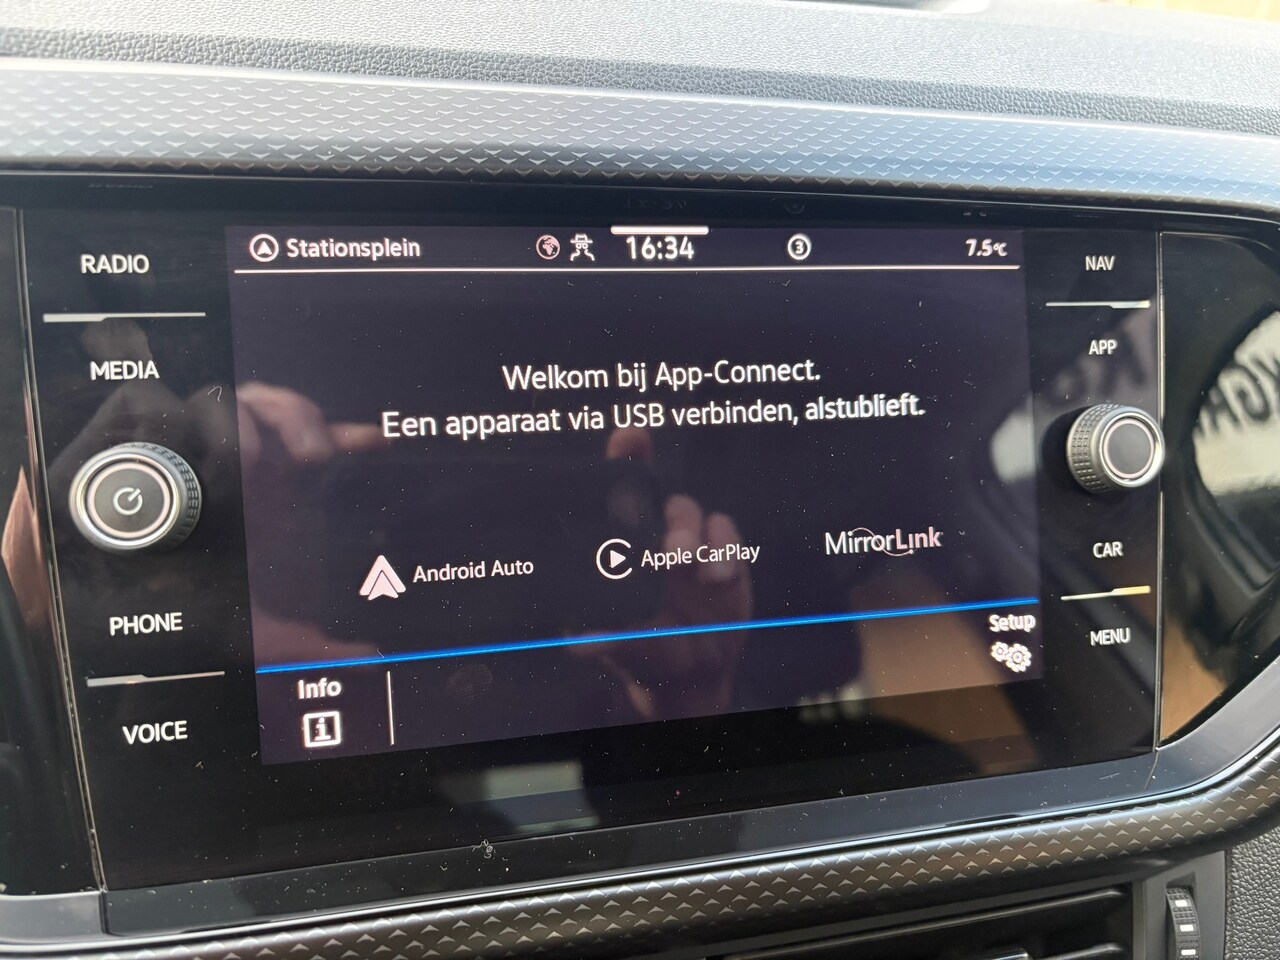 RADIO
MEDIA
PHONE
VOICE
Stationsplein 16:34 3 7.5°C
Welkom bij App-Connect.
Een apparaat via USB verbinden, alstublieft.
Android Auto Apple CarPlay MirrorLink
Setup
Info
NAV
APP
CAR
MENU